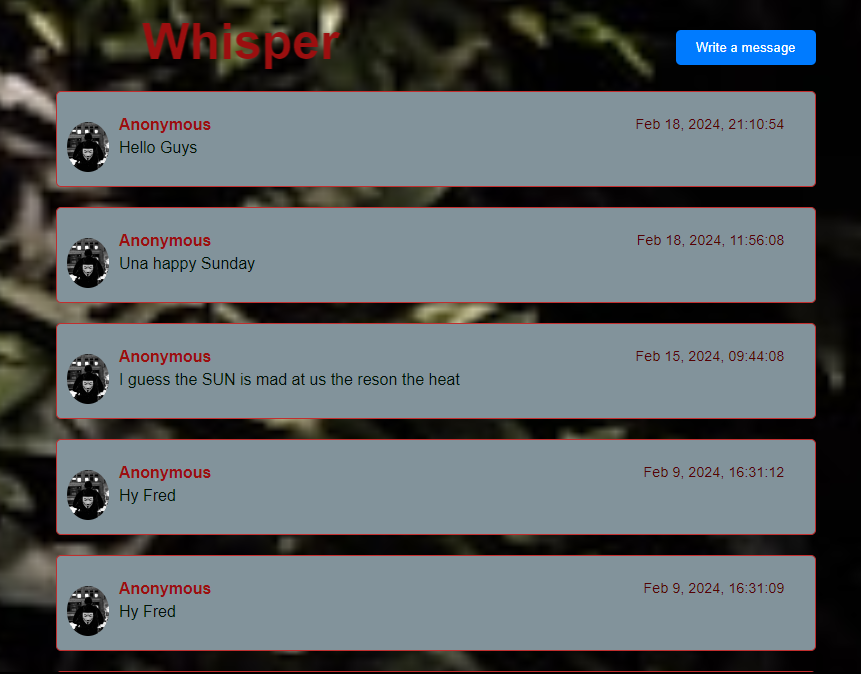 Whisper
Write a message
Anonymous
Feb 18, 2024, 21:10:54
Hello Guys
Anonymous
Feb 18, 2024, 11:56:08
Una happy Sunday
Anonymous
Feb 15, 2024, 09:44:08
I guess the SUN is mad at us the reson the heat
Anonymous
Feb 9, 2024, 16:31:12
Hy Fred
Anonymous
Feb 9, 2024, 16:31:09
Hy Fred